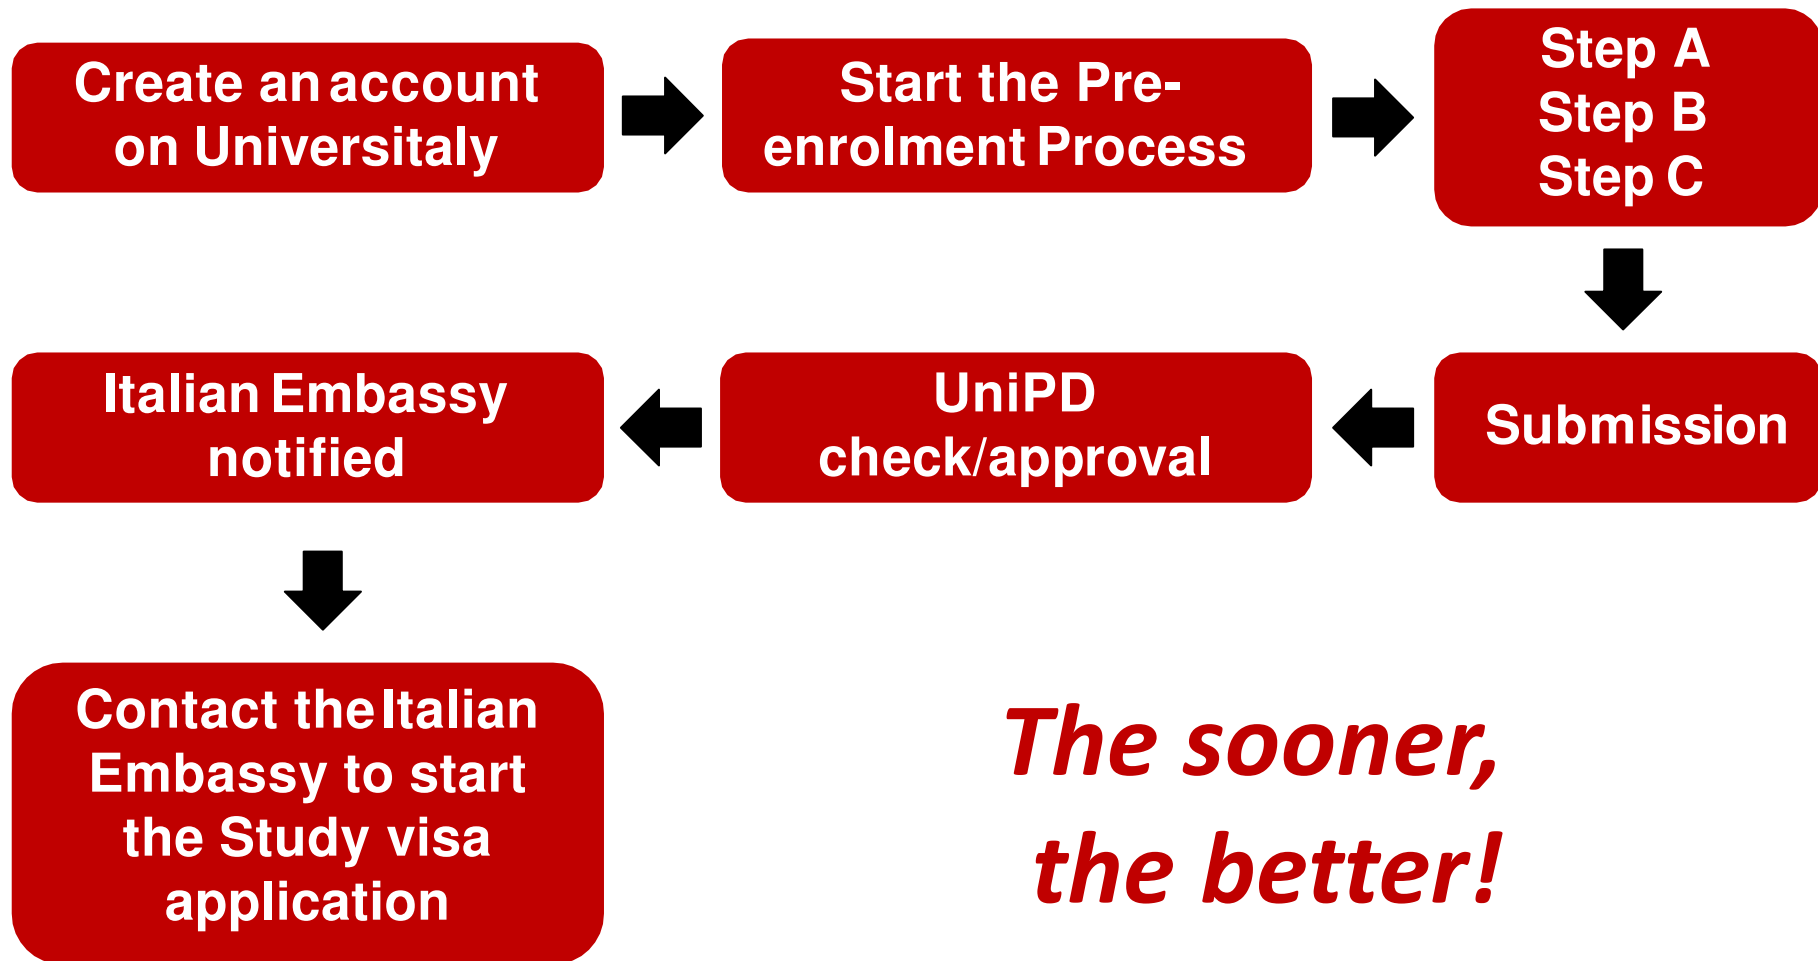 Create an account
on Universitaly
Start the Pre-
enrolment Process
Step A
Step B
Step C
Submission
UniPD
check/approval
Italian Embassy
notified
Contact the Italian
Embassy to start
the Study visa
application
The sooner,
the better!